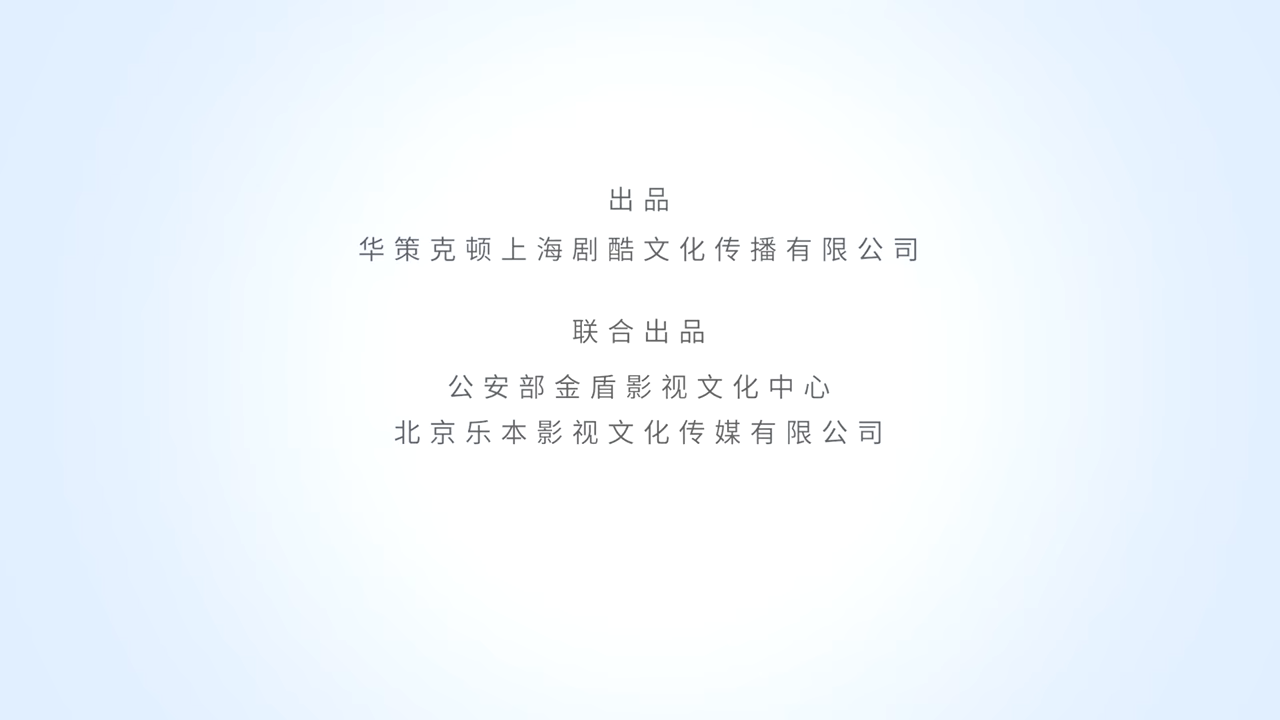 出品
华策克顿上海剧酷文化传播有限公司
联合出品
公安部金盾影视文化中心
北京乐本影视文化传媒有限公司